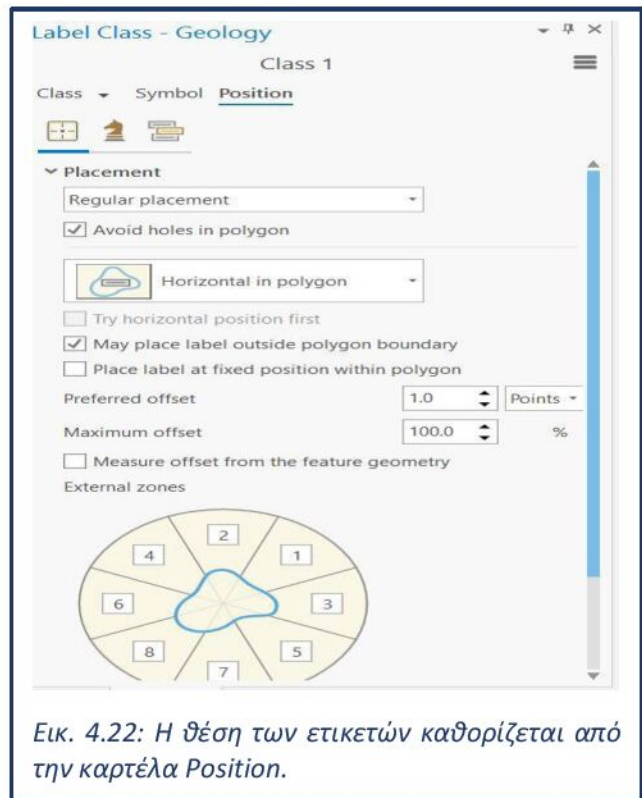 Label Class - Geology
Class 1
Class Symbol Position
Placement
Regular placement
Avoid holes in polygon
Horizontal in polygon
Try horizontal position first
May place label outside polygon boundary
Place label at fixed position within polygon
Preferred offset 1.0 Points
Maximum offset 100.0 %
Measure offset from the feature geometry
External zones
2
4 1
6 3
8 5
7
Εικ. 4.22: Η θέση των ετικετών καθορίζεται από
την καρτέλα Position.